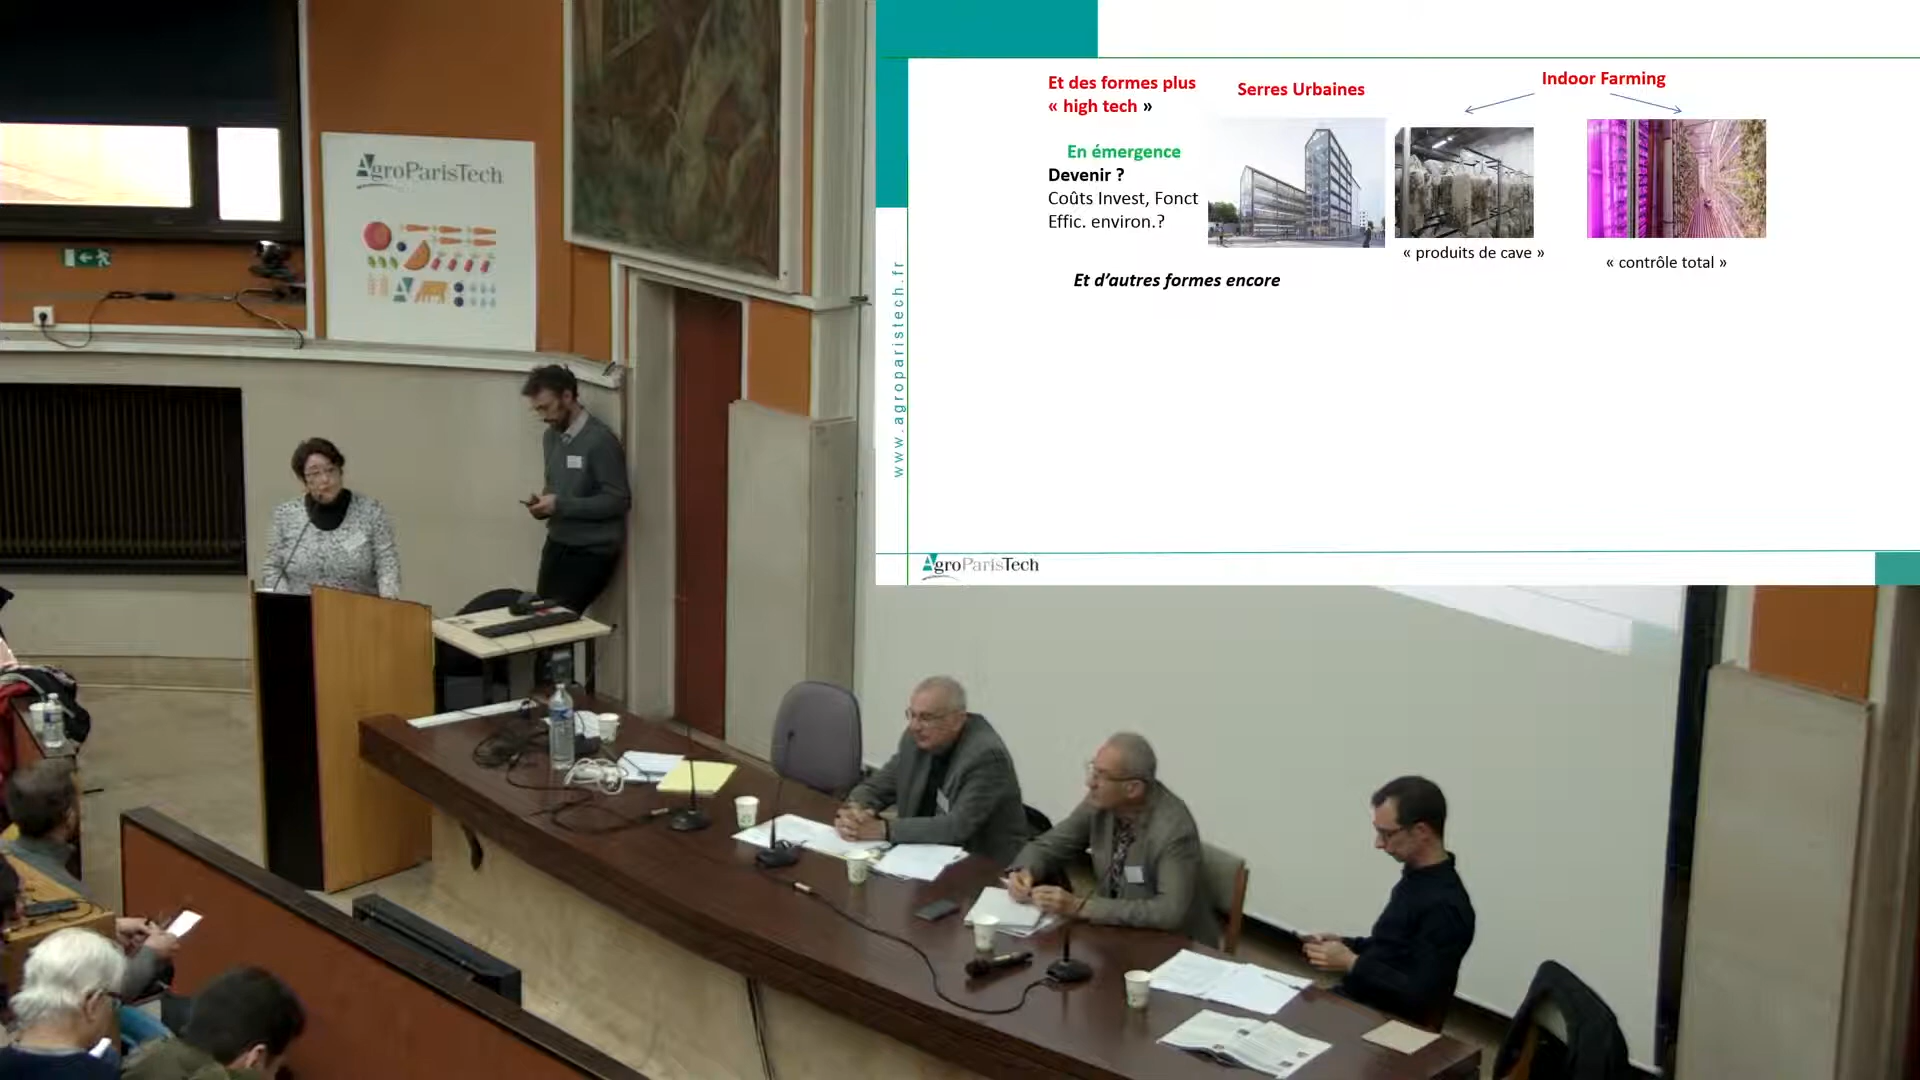 AgroParisTech
Et des formes plus
« high tech »
Serres Urbaines
Indoor Farming
En émergence
Devenir ?
Coûts Invest, Fonct
Effic. environ.?
« produits de cave »
« contrôle total »
Et d'autres formes encore
www.agroparistech.fr
AgroParisTech